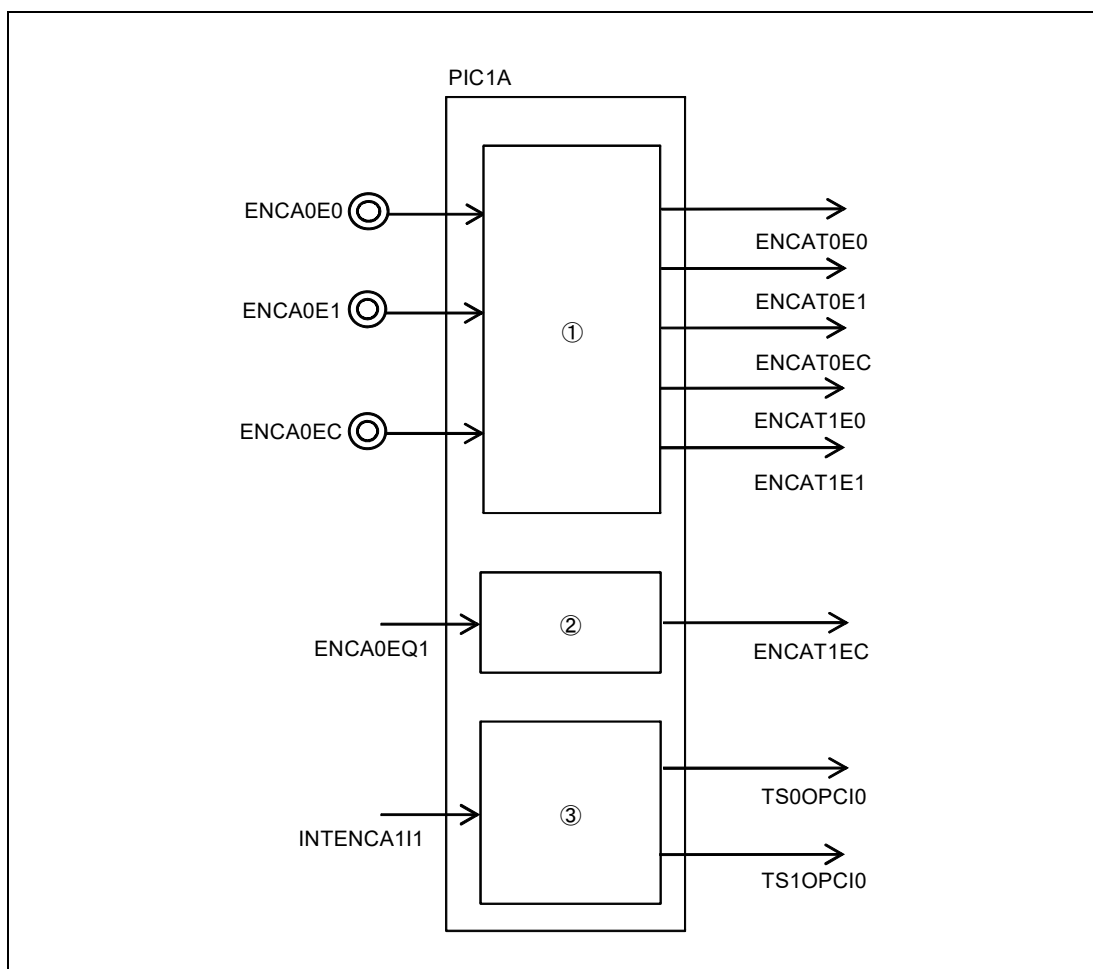 PIC1A
ENCA0E0
ENCAT0E0
ENCA0E1
ENCAT0E1
①
ENCAT0EC
ENCA0EC
ENCAT1E0
ENCAT1E1
②
ENCA0EQ1
ENCAT1EC
TS0OPCI0
③
INTENCA1I1
TS1OPCI0